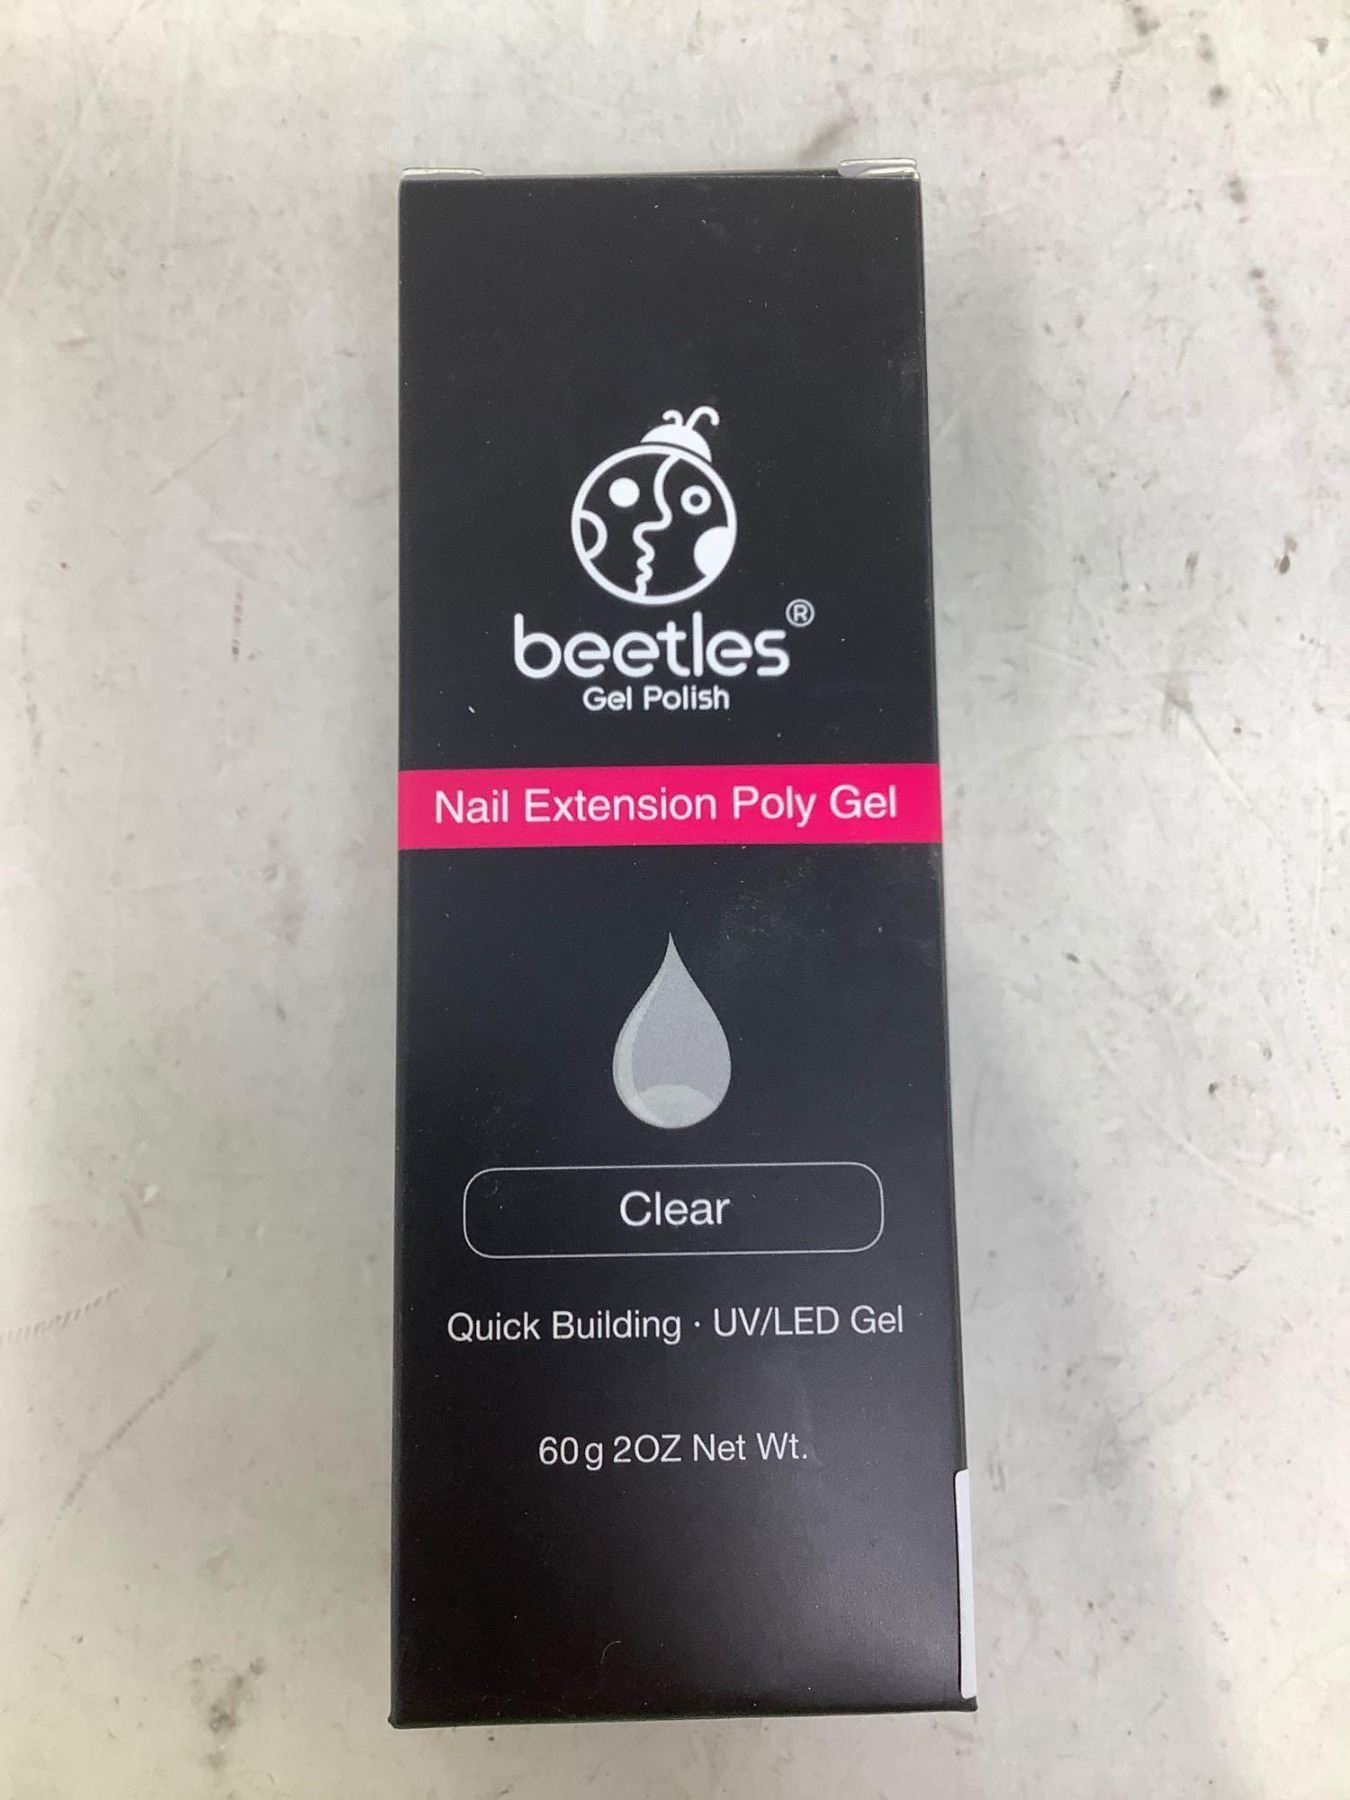 beetles®
Gel Polish
Nail Extension Poly Gel
Clear
Quick Building · UV/LED Gel
60g 2OZ Net Wt.